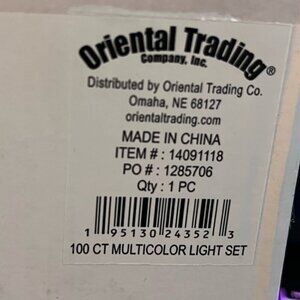 Oriental Trading®
Company, Inc.
Distributed by Oriental Trading Co.
Omaha, NE 68127
orientaltrading.com
MADE IN CHINA
ITEM # : 14091118
PO # : 1285706
Qty : 1 PC
1 95130 24352 3
100 CT MULTICOLOR LIGHT SET